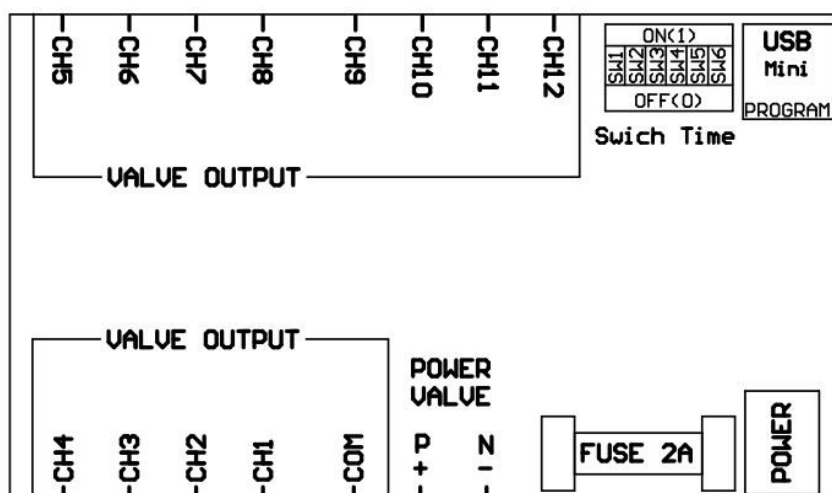 -CH5
-CH6
-CH7
-CH8
-CH9
-CH10
-CH11
-CH12
ON(1)
SW1
SW2
SW3
SW4
SW5
SW6
OFF(0)
Swich Time
USB
Mini
PROGRAM
VALVE OUTPUT
VALVE OUTPUT
-CH4
-CH3
-CH2
-CH1
-COM
POWER
VALVE
P+
N-
FUSE 2A
POWER